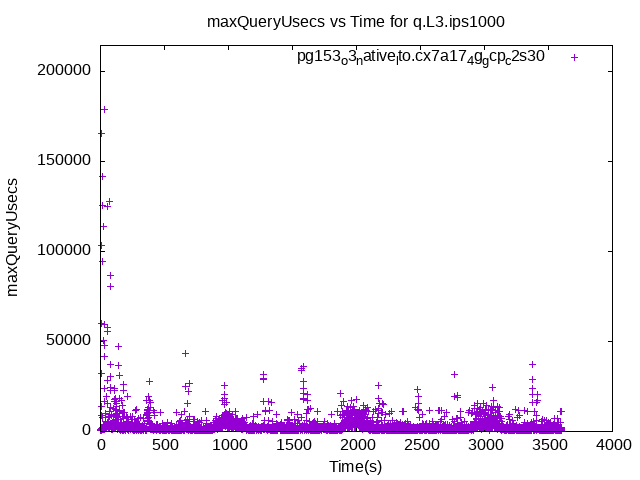 maxQueryUsecs vs Time for q.L3.ips1000
pg153_o3_native_lto.cx7a17_4g_gcp_c2s30
200000
150000
100000
50000
0
maxQueryUsecs
0 500 1000 1500 2000 2500 3000 3500 4000
Time(s)